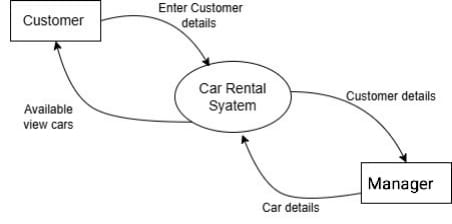 Customer
Enter Customer
details
Car Rental
Syatem
Customer details
Available
view cars
Manager
Car details